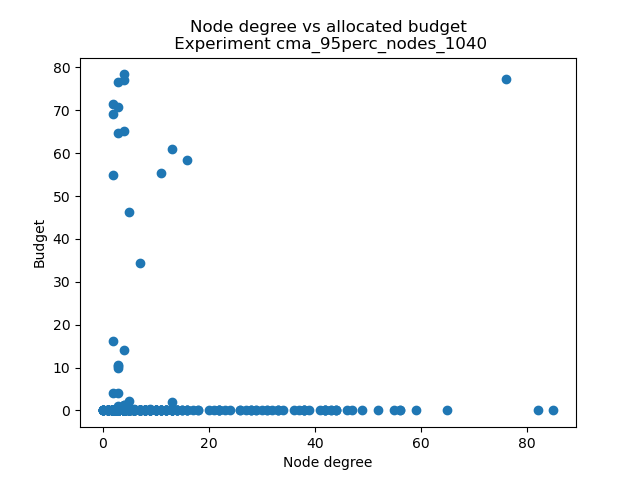 Node degree vs allocated budget
Experiment cma_95perc_nodes_1040
80
70
60
50
40
30
20
10
0
Budget
0 20 40 60 80
Node degree